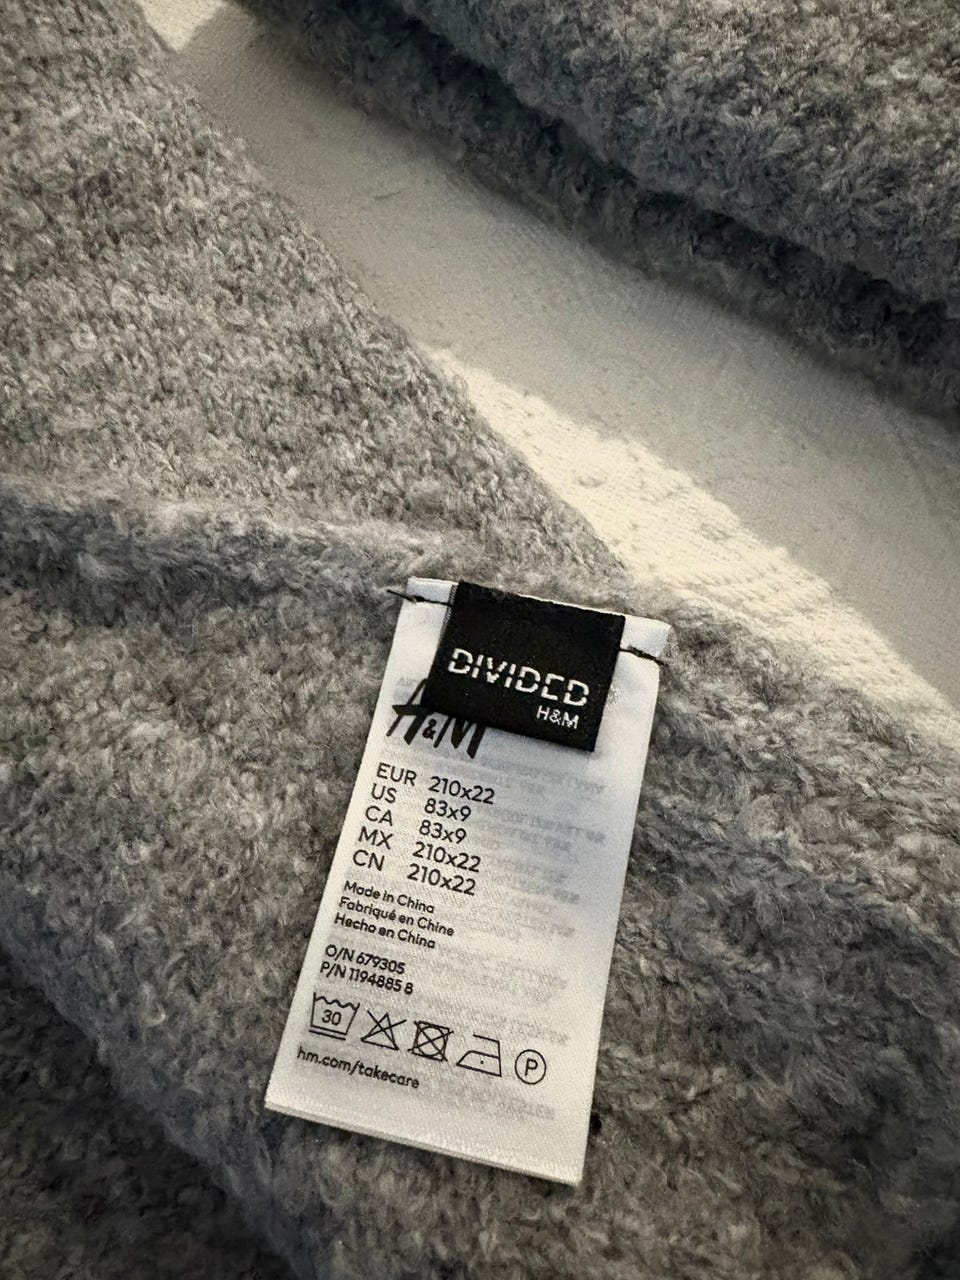 DIVIDED
H&M
H&M
EUR 210x22
US 83x9
CA 83x9
MX 210x22
CN 210x22
Made in China
Fabriqué en Chine
Hecho en China
O/N 679305
P/N 1194885 8
30
P
hm.com/takecare